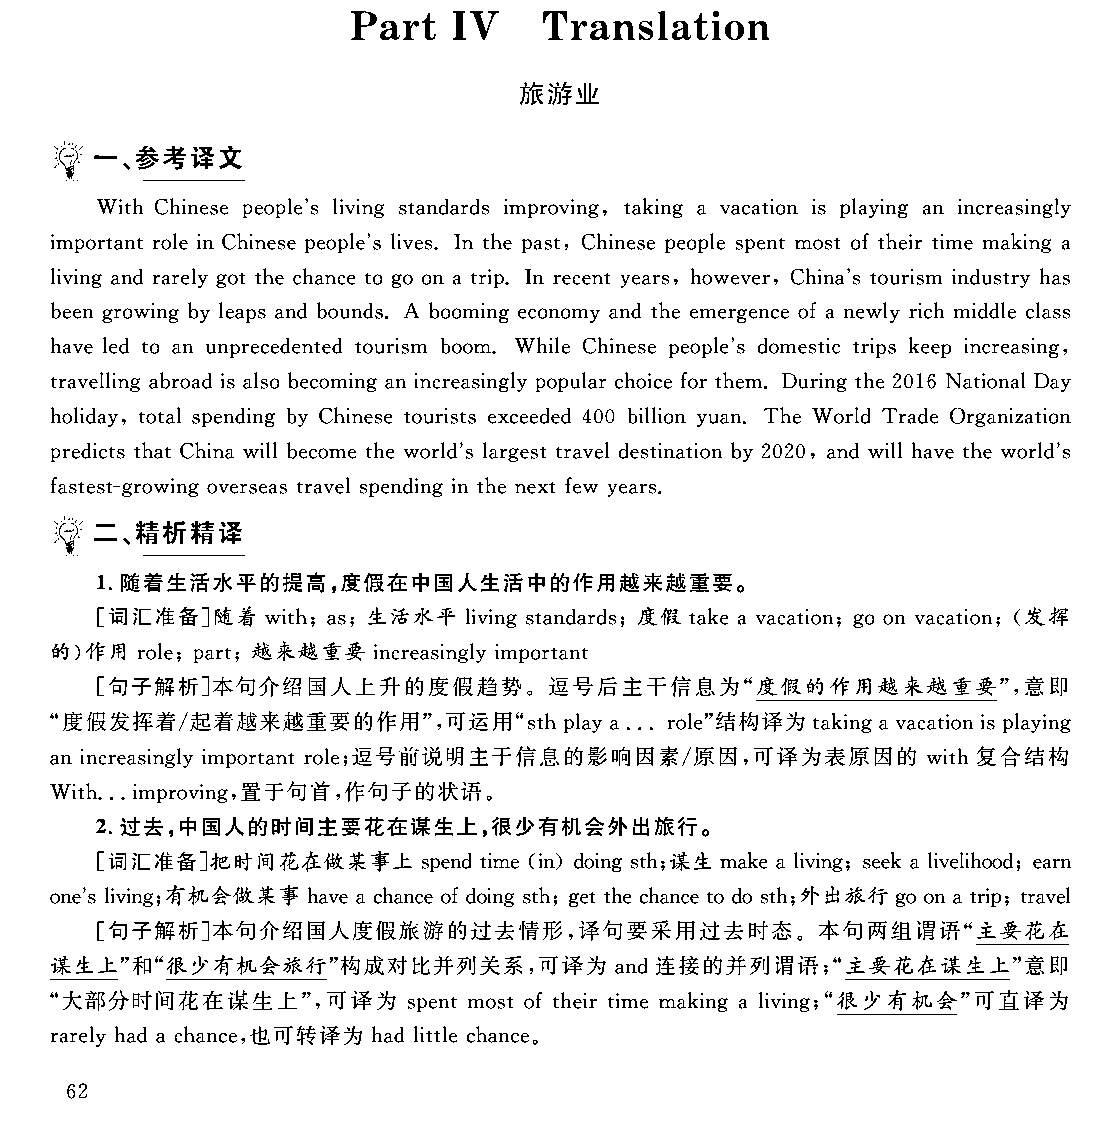 Part IV Translation
旅游业
一、参考译文
With Chinese people's living standards improving, taking a vacation is playing an increasingly
important role in Chinese people's lives. In the past, Chinese people spent most of their time making a
living and rarely got the chance to go on a trip. In recent years, however, China's tourism industry has
been growing by leaps and bounds. A booming economy and the emergence of a newly rich middle class
have led to an unprecedented tourism boom. While Chinese people's domestic trips keep increasing,
travelling abroad is also becoming an increasingly popular choice for them. During the 2016 National Day
holiday, total spending by Chinese tourists exceeded 400 billion yuan. The World Trade Organization
predicts that China will become the world's largest travel destination by 2020, and will have the world's
fastest-growing overseas travel spending in the next few years.
二、精析精译
1. 随着生活水平的提高,度假在中国人生活中的作用越来越重要。
[词汇准备]随着 with; as; 生活水平 living standards; 度假 take a vacation; go on vacation; (发挥
的)作用 role; part; 越来越重要 increasingly important
[句子解析]本句介绍国人上升的度假趋势。逗号后主干信息为“度假的作用越来越重要”,意即
“度假发挥着/起着越来越重要的作用”,可运用“sth play a ... role”结构译为 taking a vacation is playing
an increasingly important role;逗号前说明主干信息的影响因素/原因,可译为表原因的 with 复合结构
With... improving,置于句首,作句子的状语。
2. 过去,中国人的时间主要花在谋生上,很少有机会外出旅行。
[词汇准备]把时间花在做某事上 spend time (in) doing sth;谋生 make a living; seek a livelihood; earn
one's living;有机会做某事 have a chance of doing sth; get the chance to do sth;外出旅行 go on a trip; travel
[句子解析]本句介绍国人度假旅游的过去情形,译句要采用过去时态。本句两组谓语“主要花在
谋生上”和“很少有机会旅行”构成对比并列关系,可译为 and 连接的并列谓语;“主要花在谋生上”意即
“大部分时间花在谋生上”,可译为 spent most of their time making a living;“很少有机会”可直译为
rarely had a chance,也可转译为 had little chance。
62